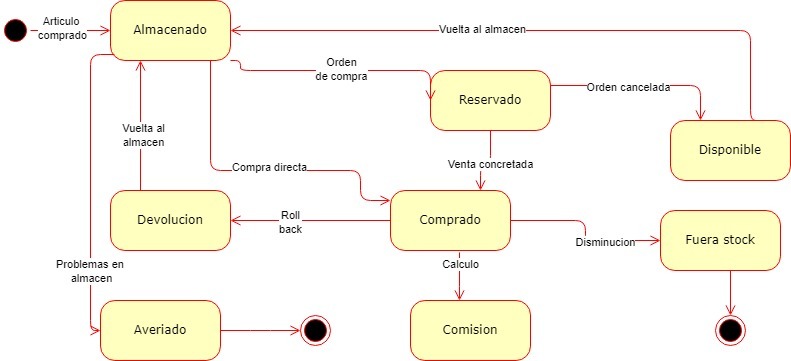 Articulo
comprado
Almacenado
Vuelta al almacen
Orden
de compra
Reservado
Orden cancelada
Disponible
Vuelta al
almacen
Compra directa
Venta concretada
Devolucion
Roll
back
Comprado
Disminucion
Fuera stock
Problemas en
almacen
Calculo
Averiado
Comision